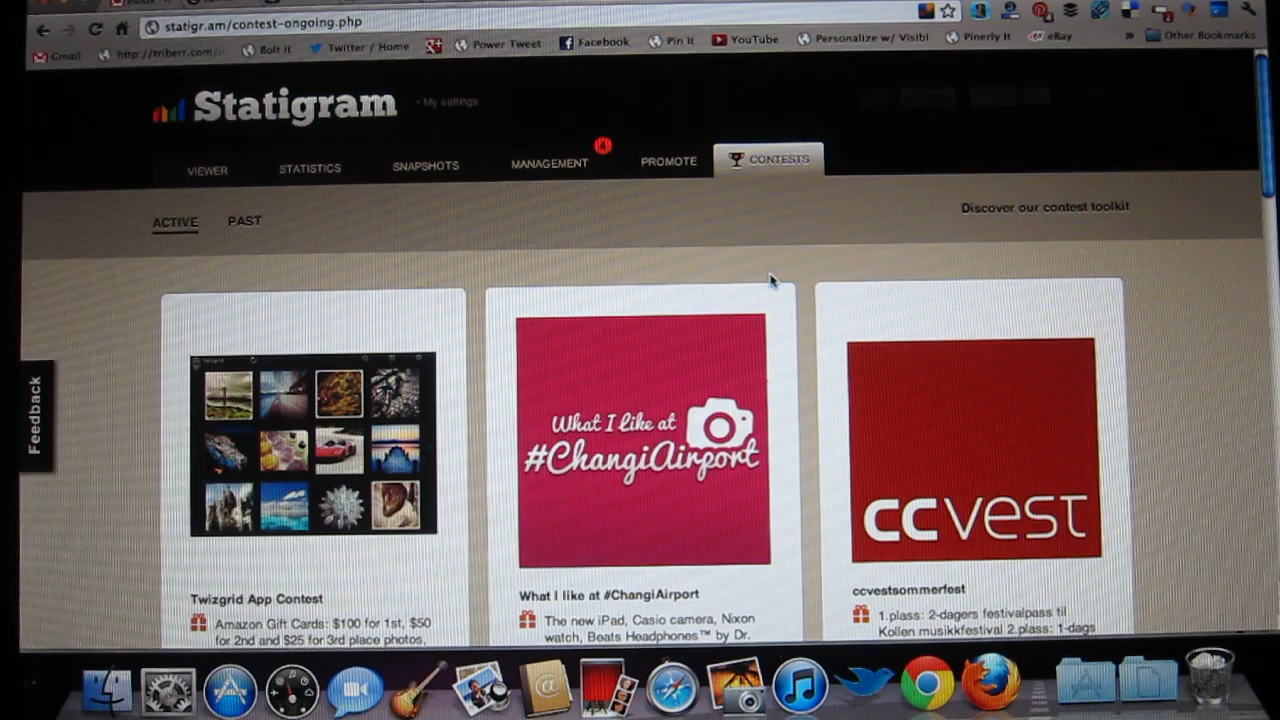 statigr.am/contest-ongoing.php
Gmail
http://triberr.com/
Bolt it
Twitter / Home
Power Tweet
Facebook
Pin It
YouTube
Personalize w/ Visibl
Pinerly It
eBay
»
Other Bookmarks
Statigram
My settings
VIEWER
STATISTICS
SNAPSHOTS
MANAGEMENT
PROMOTE
CONTESTS
ACTIVE
PAST
Discover our contest toolkit
Feedback
What I like at
#ChangiAirport
ccvest
Twizgrid App Contest
Amazon Gift Cards: $100 for 1st, $50
for 2nd and $25 for 3rd place photos,
What I like at #ChangiAirport
The new iPad, Casio camera, Nixon
watch, Beats Headphones™ by Dr.
ccvestsommerfest
1.plass: 2-dagers festivalpass til
Kollen musikkfestival 2.plass: 1-dags